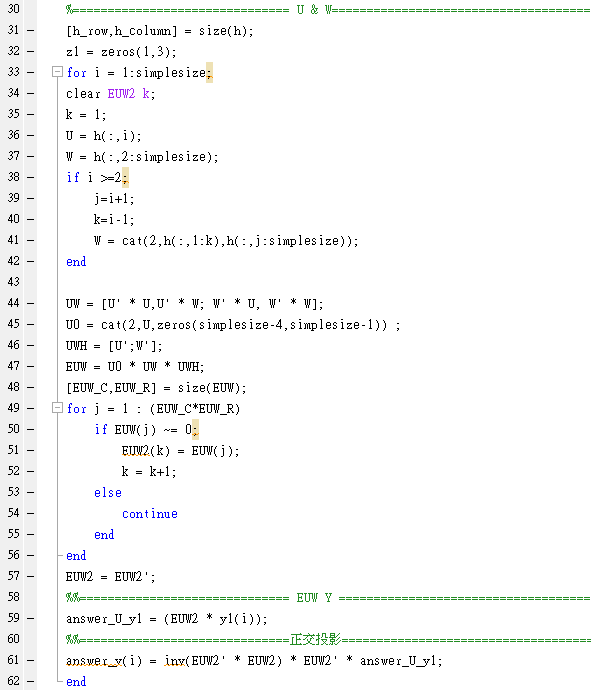 30 %=============================== U & W=====================================
31 – [h_row,h_column] = size(h);
32 – z1 = zeros(1,3);
33 – for i = 1:simplesize;
34 – clear EUW2 k;
35 – k = 1;
36 – U = h(:,i);
37 – W = h(:,2:simplesize);
38 – if i >=2;
39 – j=i+1;
40 – k=i-1;
41 – W = cat(2,h(:,1:k),h(:,j:simplesize));
42 – end
43
44 – UW = [U' * U,U' * W; W' * U, W' * W];
45 – U0 = cat(2,U,zeros(simplesize-4,simplesize-1)) ;
46 – UWH = [U';W'];
47 – EUW = U0 * UW * UWH;
48 – [EUW_C,EUW_R] = size(EUW);
49 – for j = 1 : (EUW_C*EUW_R)
50 – if EUW(j) ~= 0;
51 – EUW2(k) = EUW(j);
52 – k = k+1;
53 – else
54 – continue
55 – end
56 – end
57 – EUW2 = EUW2';
58 %%============================== EUW Y ====================================
59 – answer_U_y1 = (EUW2 * y1(i));
60 %%==============================正交投影====================================
61 – answer_y(i) = inv(EUW2' * EUW2) * EUW2' * answer_U_y1;
62 – end